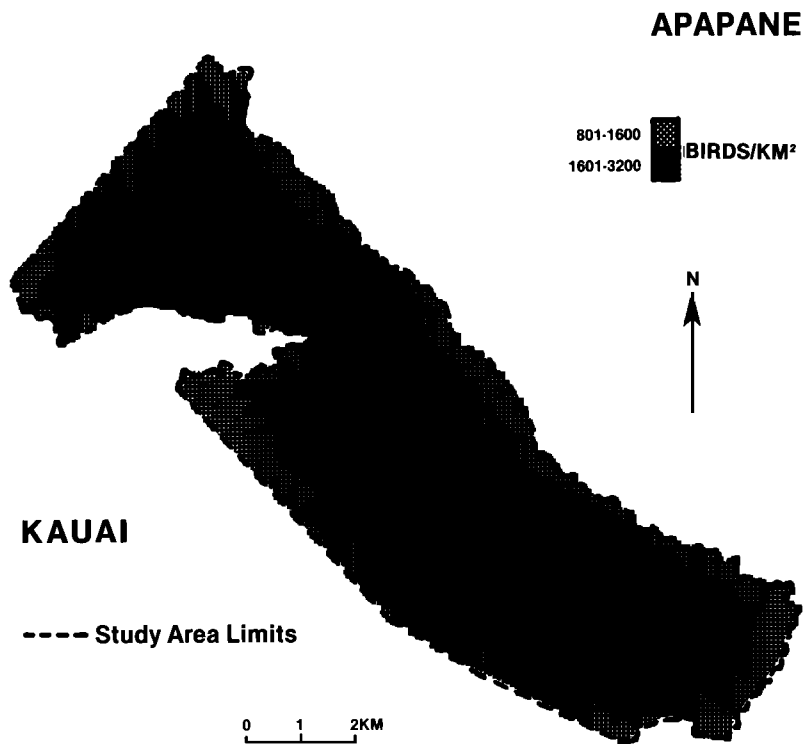 APAPANE
801-1600
1601-3200
BIRDS/KM²
N
KAUAI
Study Area Limits
0 1 2KM